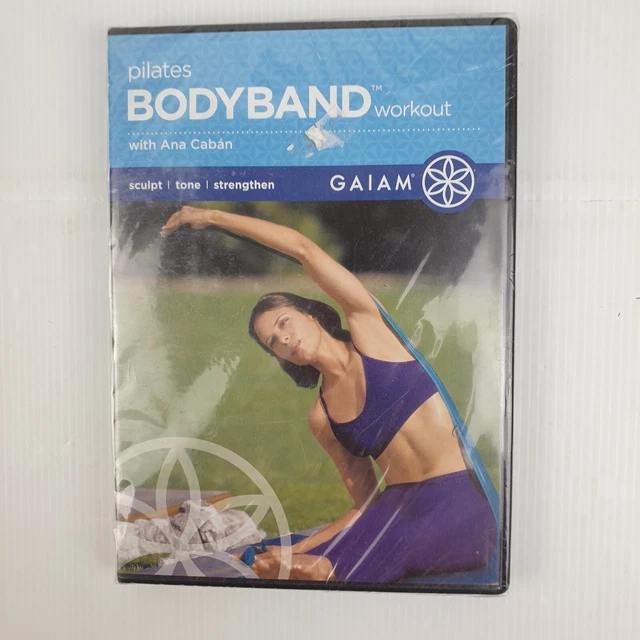 pilates
BODYBAND™ workout
with Ana Cabán
sculpt | tone | strengthen
GAIAM®